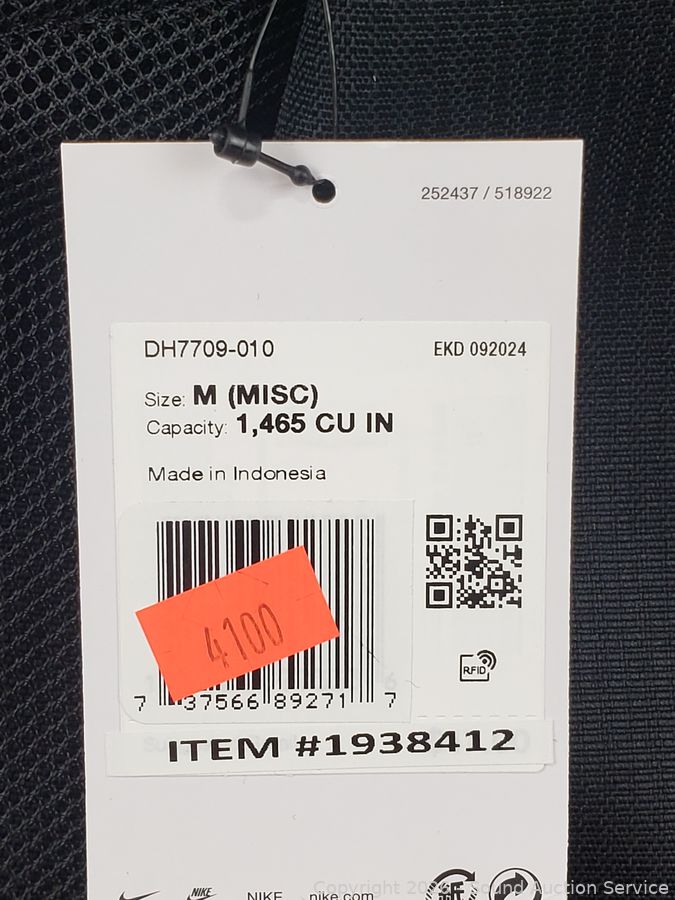 252437 / 518922
DH7709-010
EKD 092024
Size: M (MISC)
Capacity: 1,465 CU IN
Made in Indonesia
4100
RFID
7 37566 89271 7
ITEM #1938412
NIKE NIKE nike.com
Sound Auction Service